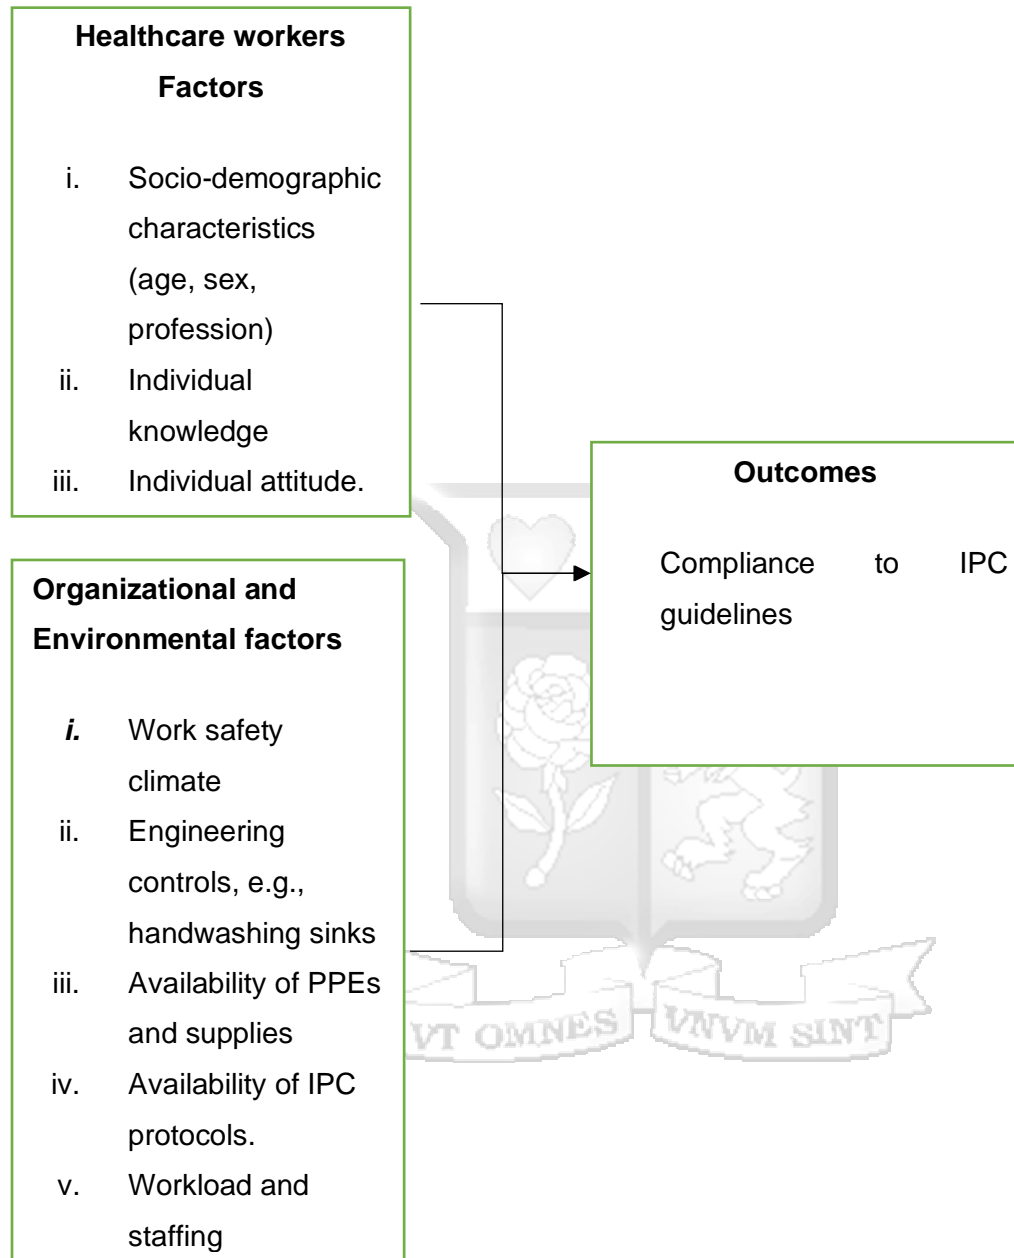 Healthcare workers
Factors
i. Socio-demographic
characteristics
(age, sex,
profession)
ii. Individual
knowledge
iii. Individual attitude.
Organizational and
Environmental factors
i. Work safety
climate
ii. Engineering
controls, e.g.,
handwashing sinks
iii. Availability of PPEs
and supplies
iv. Availability of IPC
protocols.
v. Workload and
staffing
Outcomes
Compliance to IPC
guidelines
VT OMNES VNVM SINT